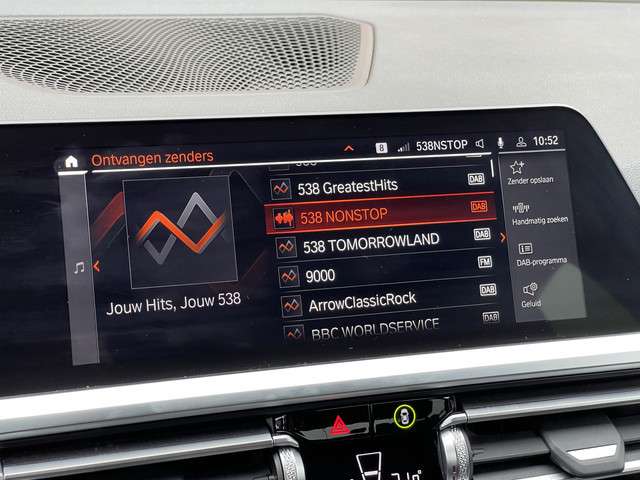 8 538NSTOP 10:52
Ontvangen zenders
538 GreatestHits DAB
538 NONSTOP DAB
538 TOMORROWLAND DAB
9000 FM
ArrowClassicRock DAB
BBC WORLDSERVICE DAB
Jouw Hits, Jouw 538
Zender opslaan
Handmatig zoeken
DAB-programma
Geluid